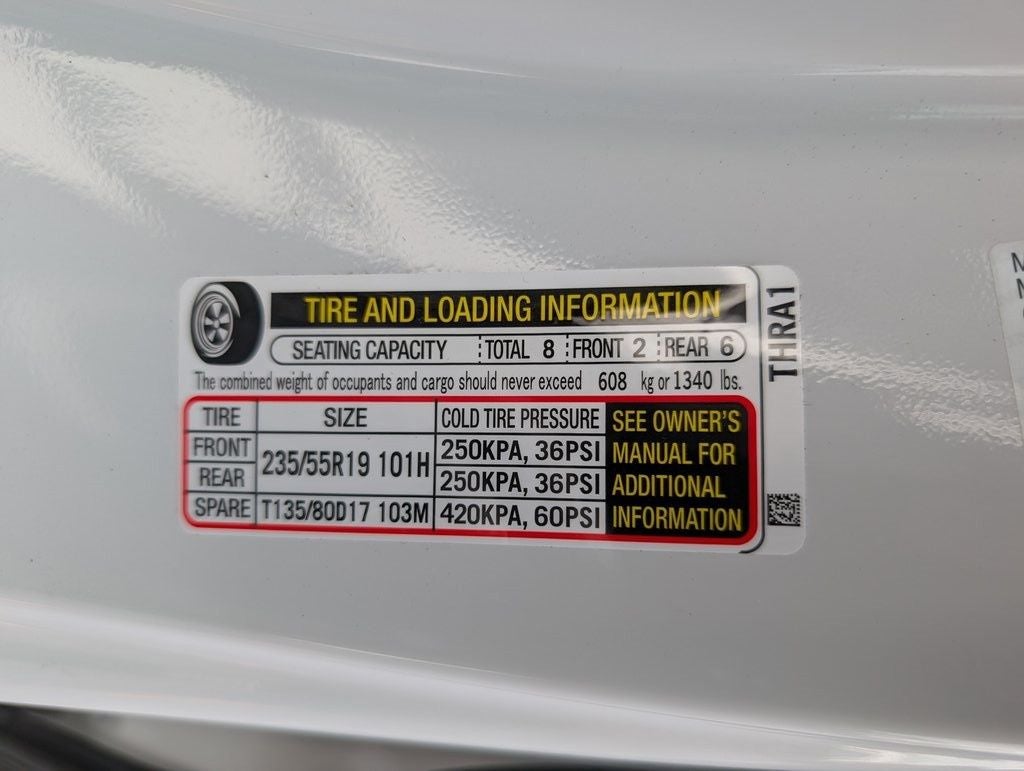 TIRE AND LOADING INFORMATION
SEATING CAPACITY TOTAL 8 FRONT 2 REAR 6
The combined weight of occupants and cargo should never exceed 608 kg or 1340 lbs.
TIRE SIZE COLD TIRE PRESSURE
FRONT 235/55R19 101H 250KPA, 36PSI
REAR 250KPA, 36PSI
SPARE T135/80D17 103M 420KPA, 60PSI
SEE OWNER'S
MANUAL FOR
ADDITIONAL
INFORMATION
THRA1